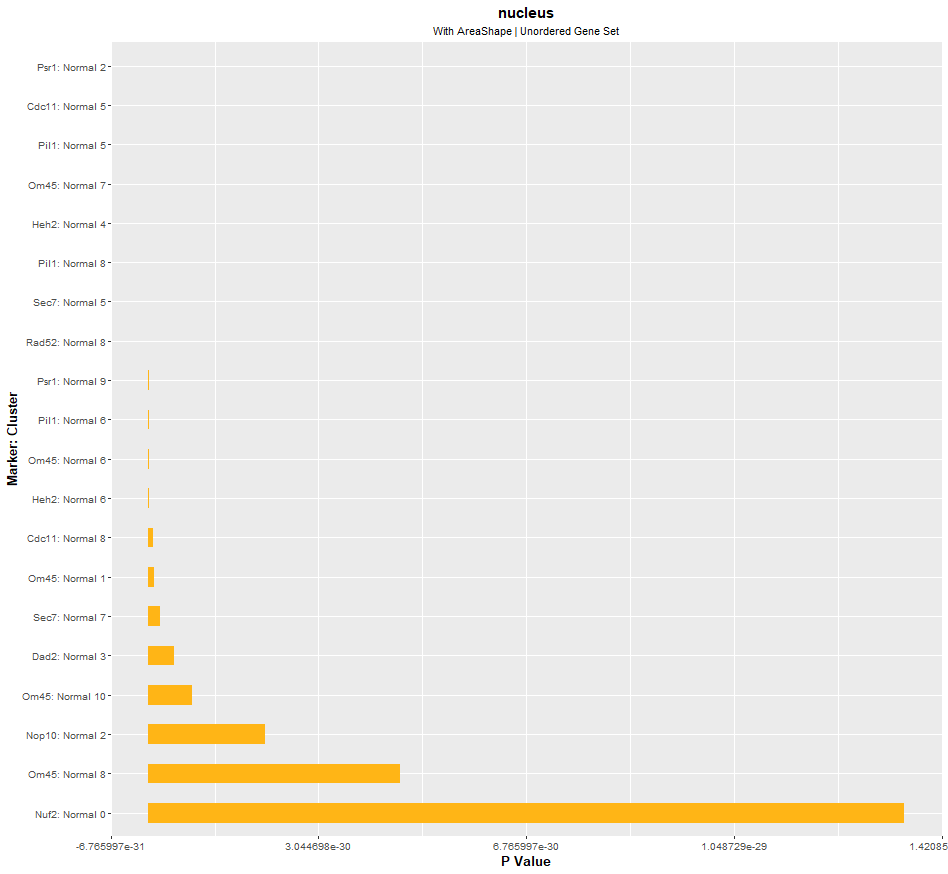 nucleus
With AreaShape | Unordered Gene Set
Psr1: Normal 2
Cdc11: Normal 5
Pil1: Normal 5
Om45: Normal 7
Heh2: Normal 4
Pil1: Normal 8
Sec7: Normal 5
Rad52: Normal 8
Psr1: Normal 9
Pil1: Normal 6
Om45: Normal 6
Heh2: Normal 6
Cdc11: Normal 8
Om45: Normal 1
Sec7: Normal 7
Dad2: Normal 3
Om45: Normal 10
Nop10: Normal 2
Om45: Normal 8
Nuf2: Normal 0
Marker: Cluster
-6.765997e-31 3.044698e-30 6.765997e-30 1.048729e-29 1.42085
P Value